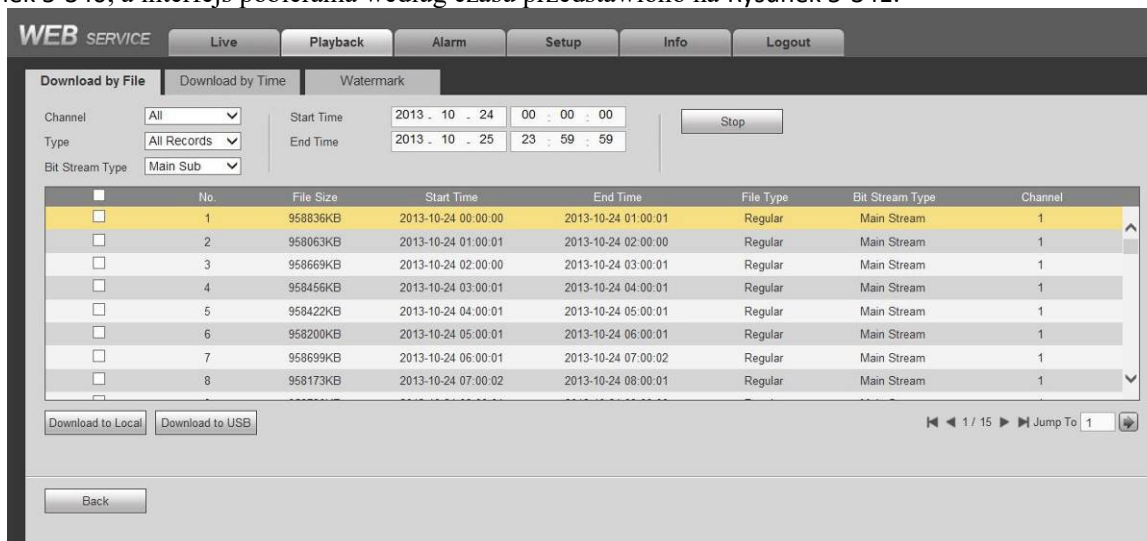 a interfejs pobierania według czasu przedstawiono na Rysunek 5-342.
WEB SERVICE Live Playback Alarm Setup Info Logout
Download by File Download by Time Watermark
Channel All Start Time 2013 . 10 . 24 00 : 00 : 00 Stop
Type All Records End Time 2013 . 10 . 25 23 : 59 : 59
Bit Stream Type Main Sub
No. File Size Start Time End Time File Type Bit Stream Type Channel
1 958836KB 2013-10-24 00:00:00 2013-10-24 01:00:01 Regular Main Stream 1
2 958063KB 2013-10-24 01:00:01 2013-10-24 02:00:00 Regular Main Stream 1
3 958669KB 2013-10-24 02:00:00 2013-10-24 03:00:01 Regular Main Stream 1
4 958456KB 2013-10-24 03:00:01 2013-10-24 04:00:01 Regular Main Stream 1
5 958422KB 2013-10-24 04:00:01 2013-10-24 05:00:01 Regular Main Stream 1
6 958200KB 2013-10-24 05:00:01 2013-10-24 06:00:01 Regular Main Stream 1
7 958699KB 2013-10-24 06:00:01 2013-10-24 07:00:02 Regular Main Stream 1
8 958173KB 2013-10-24 07:00:02 2013-10-24 08:00:01 Regular Main Stream 1
Download to Local Download to USB 1 / 15 Jump To 1
Back